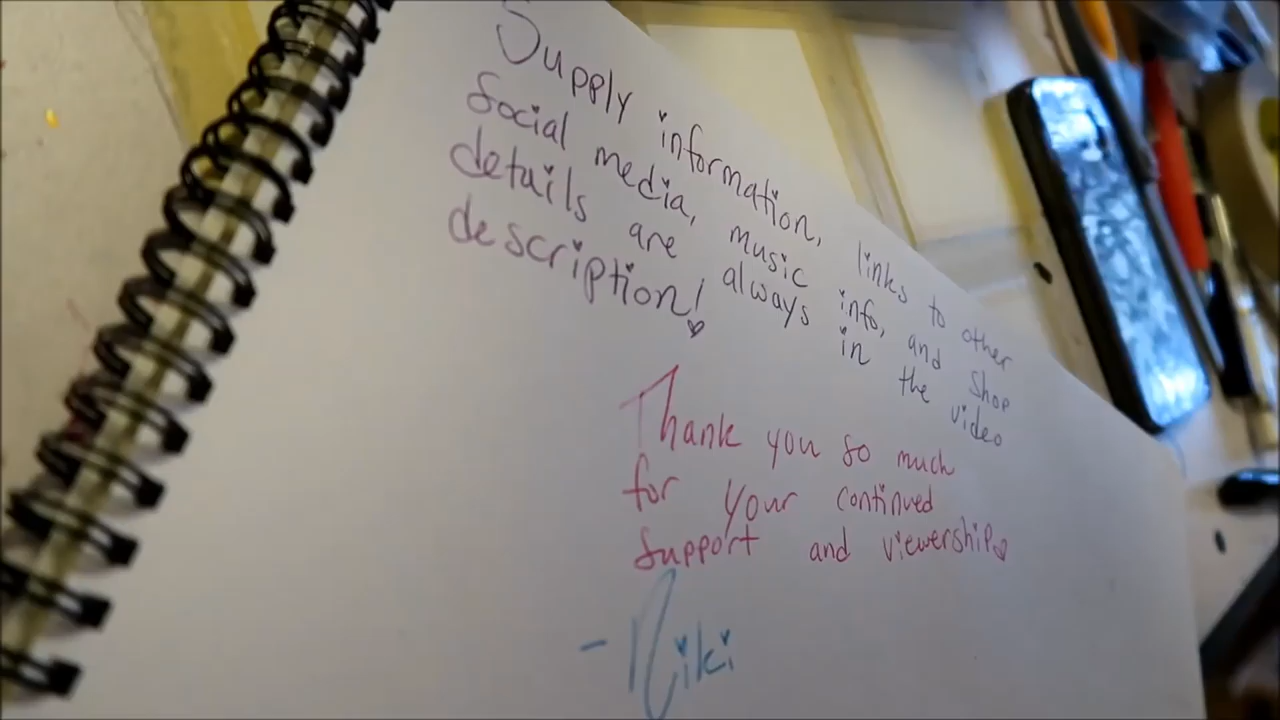 Supply information, links to other
Social media, music info, and Shop
details are always in the video
description!
Thank you so much
for your continued
support and viewership
- Niki